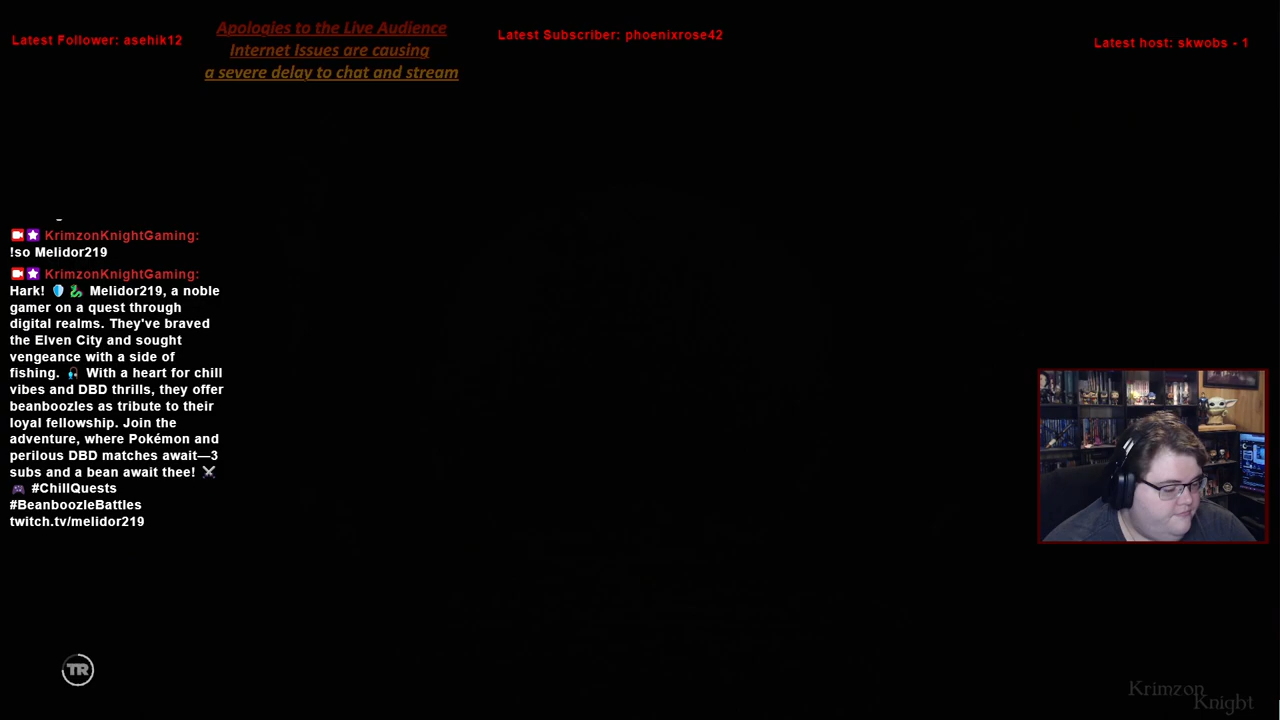 Latest Follower: asehik12
Apologies to the Live Audience
Internet Issues are causing
a severe delay to chat and stream
Latest Subscriber: phoenixrose42
Latest host: skwobs - 1
KrimzonKnightGaming:
!so Melidor219
KrimzonKnightGaming:
Hark! 🛡️ 🐉 Melidor219, a noble
gamer on a quest through
digital realms. They've braved
the Elven City and sought
vengeance with a side of
fishing. 🎣 With a heart for chill
vibes and DBD thrills, they offer
beanboozles as tribute to their
loyal fellowship. Join the
adventure, where Pokémon and
perilous DBD matches await—3
subs and a bean await thee! ⚔️
🎮 #ChillQuests
#BeanboozleBattles
twitch.tv/melidor219
TR
Krimzon
Knight